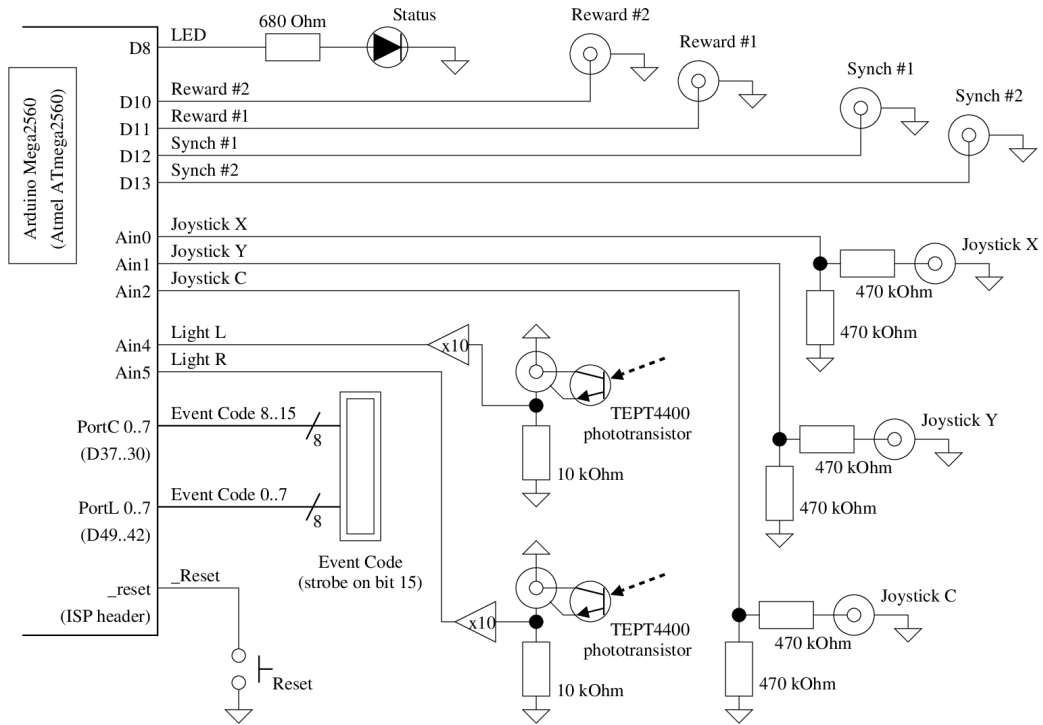 680 Ohm
Status
Reward #2
Reward #1
Synch #1
Synch #2
Arduino Mega2560
(Atmel ATmega2560)
D8
LED
D10
Reward #2
D11
Reward #1
D12
Synch #1
D13
Synch #2
Ain0
Joystick X
Ain1
Joystick Y
Ain2
Joystick C
Joystick X
470 kOhm
470 kOhm
Ain4
Light L
x10
Ain5
Light R
TEPT4400
phototransistor
10 kOhm
PortC 0..7
(D37..30)
Event Code 8..15
8
Joystick Y
470 kOhm
470 kOhm
PortL 0..7
(D49..42)
Event Code 0..7
8
Event Code
(strobe on bit 15)
_reset
(ISP header)
_Reset
Reset
x10
TEPT4400
phototransistor
10 kOhm
Joystick C
470 kOhm
470 kOhm